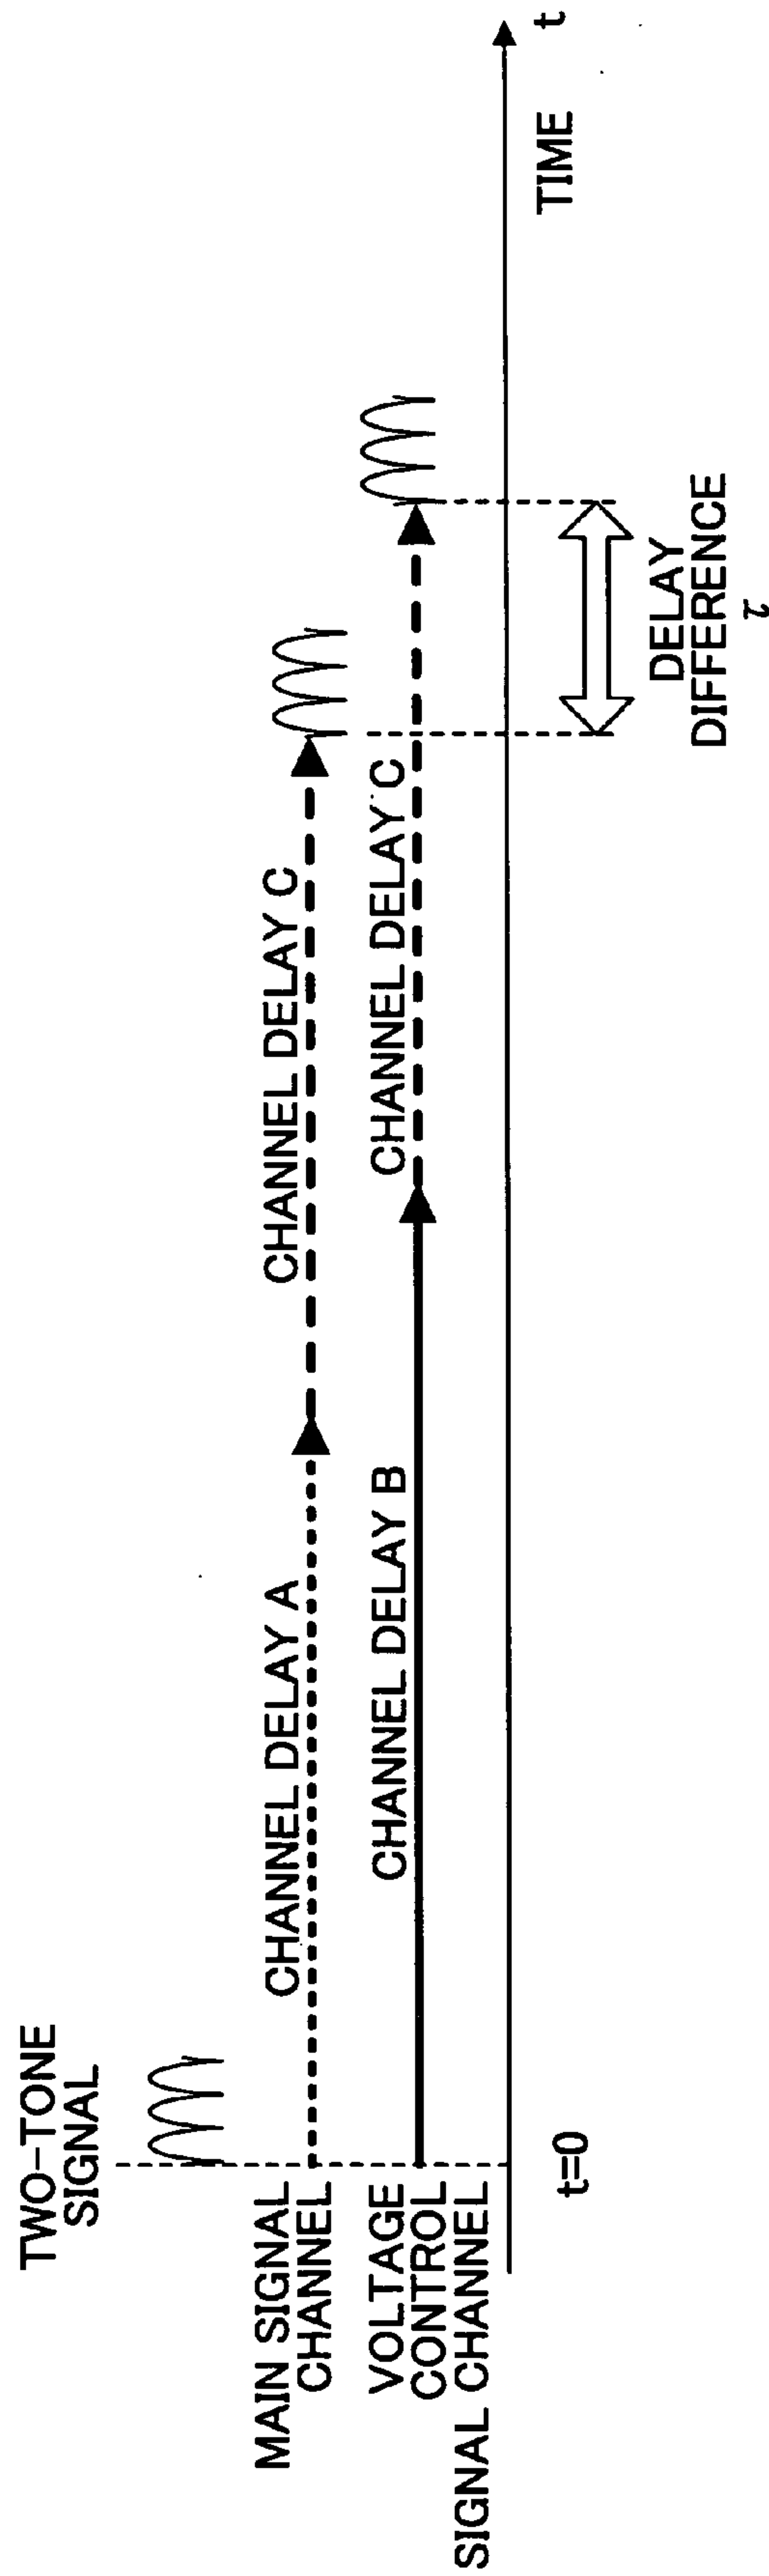 TWO-TONE
SIGNAL
MAIN SIGNAL
CHANNEL
CHANNEL DELAY A
CHANNEL DELAY C
VOLTAGE
CONTROL
SIGNAL CHANNEL
CHANNEL DELAY B
CHANNEL DELAY C
t=0
TIME
t
DELAY
DIFFERENCE
τ